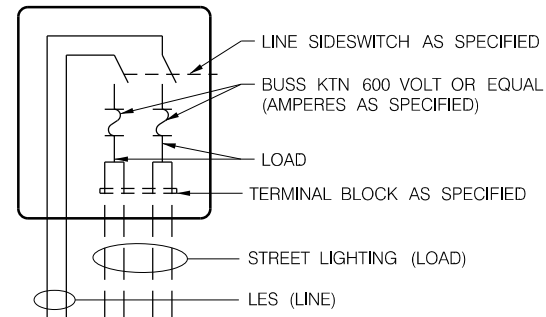 LINE SIDESWITCH AS SPECIFIED
BUSS KTN 600 VOLT OR EQUAL
(AMPERES AS SPECIFIED)
LOAD
TERMINAL BLOCK AS SPECIFIED
STREET LIGHTING (LOAD)
LES (LINE)